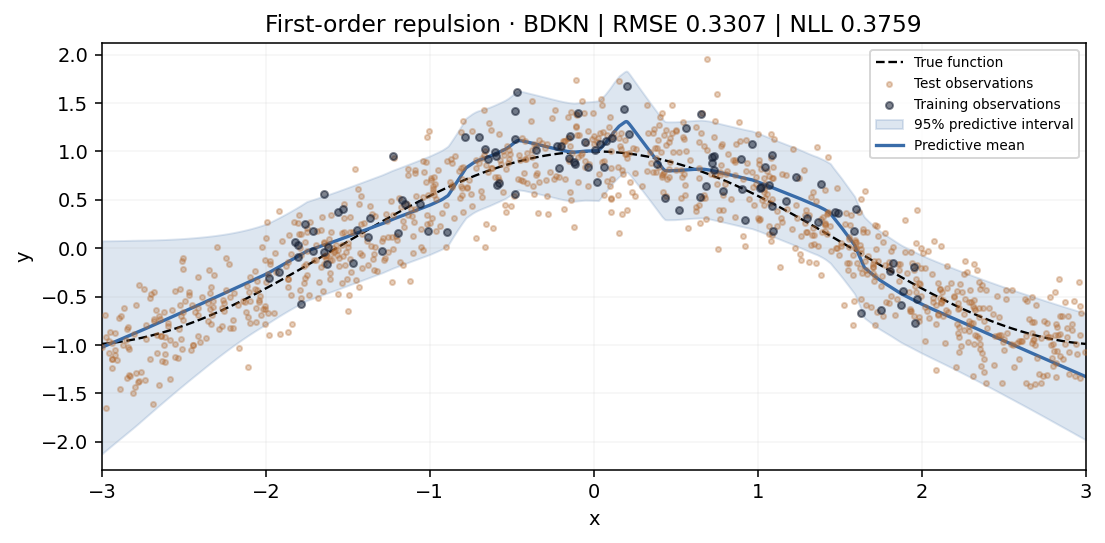 First-order repulsion · BDKN | RMSE 0.3307 | NLL 0.3759
True function
Test observations
Training observations
95% predictive interval
Predictive mean
2.0
1.5
1.0
0.5
0.0
−0.5
−1.0
−1.5
−2.0
y
−3
−2
−1
0
1
2
3
x